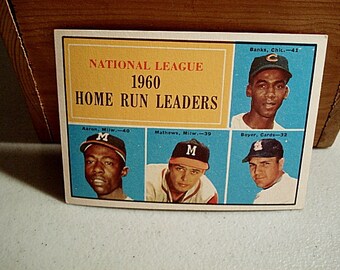 Banks, Chi.—41
NATIONAL LEAGUE
1960
HOME RUN LEADERS
Aaron, Milw.—40
Mathews, Milw.—39
Boyer, Cards—32
C
M
M